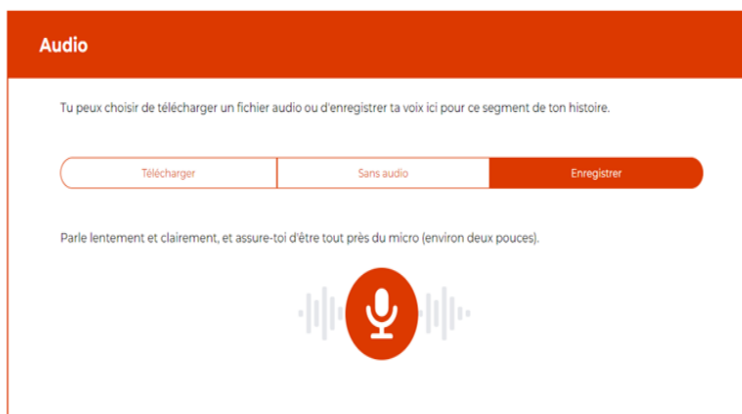 Audio
Tu peux choisir de télécharger un fichier audio ou d'enregistrer ta voix ici pour ce segment de ton histoire.
Télécharger
Sans audio
Enregistrer
Parle lentement et clairement, et assure-toi d'être tout près du micro (environ deux pouces).